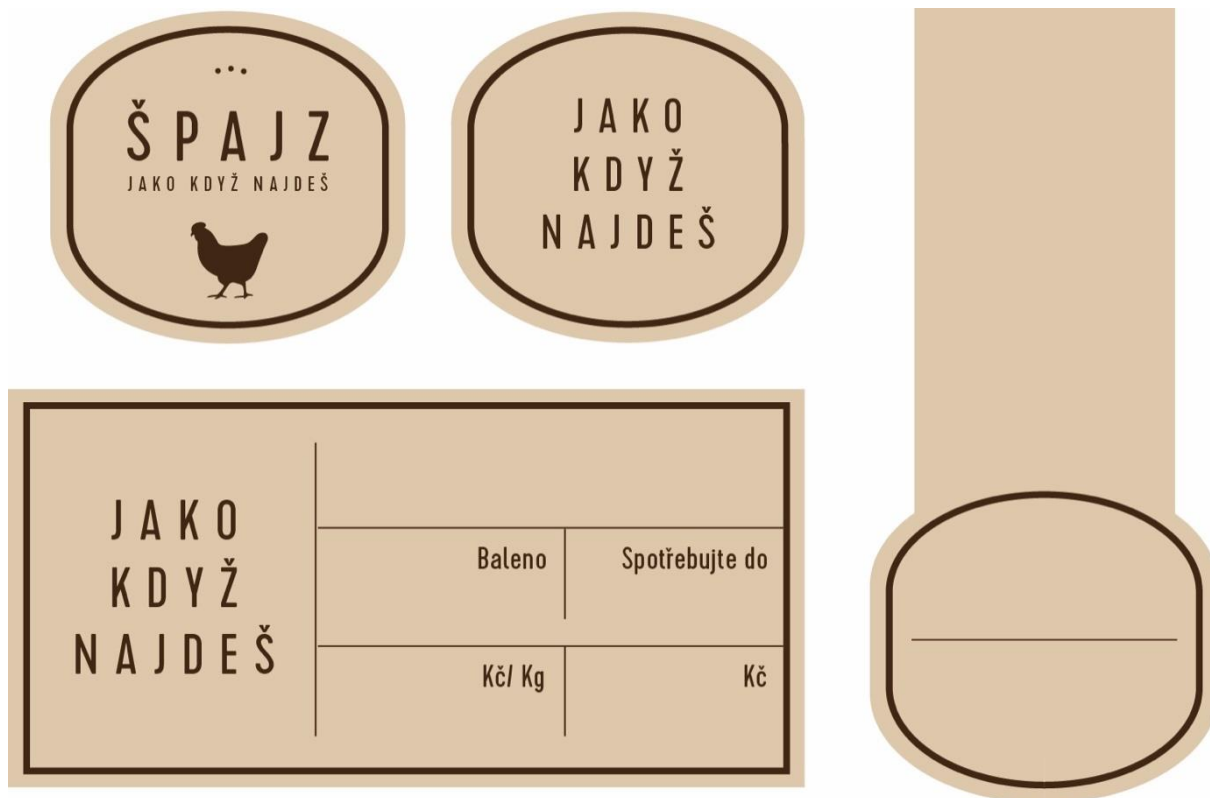 ŠPAJZ
JAKO KDYŽ NAJDEŠ
JAKO
KDYŽ
NAJDEŠ
JAKO
KDYŽ
NAJDEŠ
Baleno
Spotřebujte do
Kč/ Kg
Kč